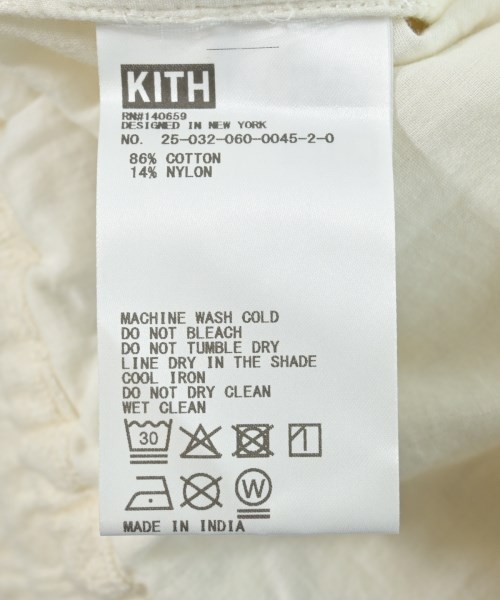 KITH
RN#140659
DESIGNED IN NEW YORK
NO. 25-032-060-0045-2-0
86% COTTON
14% NYLON
MACHINE WASH COLD
DO NOT BLEACH
DO NOT TUMBLE DRY
LINE DRY IN THE SHADE
COOL IRON
DO NOT DRY CLEAN
WET CLEAN
30
W
MADE IN INDIA